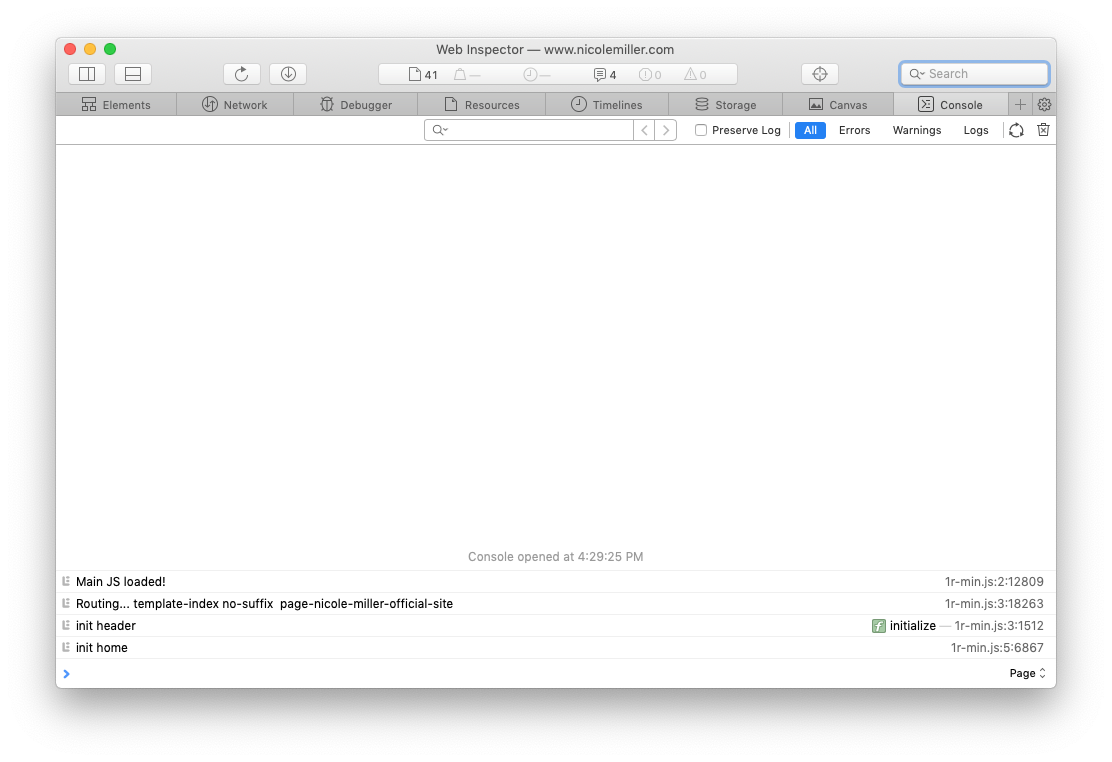 Web Inspector — www.nicolemiller.com
41 — — 4 0 0 Search
Elements Network Debugger Resources Timelines Storage Canvas Console
Preserve Log All Errors Warnings Logs
Console opened at 4:29:25 PM
Main JS loaded! 1r-min.js:2:12809
Routing... template-index no-suffix  page-nicole-miller-official-site 1r-min.js:3:18263
init header f initialize — 1r-min.js:3:1512
init home 1r-min.js:5:6867
Page